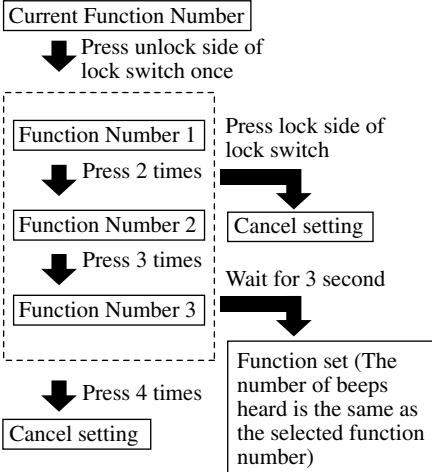 Current Function Number
Press unlock side of
lock switch once
Function Number 1
Press 2 times
Function Number 2
Press 3 times
Function Number 3
Press 4 times
Cancel setting
Press lock side of
lock switch
Cancel setting
Wait for 3 second
Function set (The
number of beeps
heard is the same as
the selected function
number)